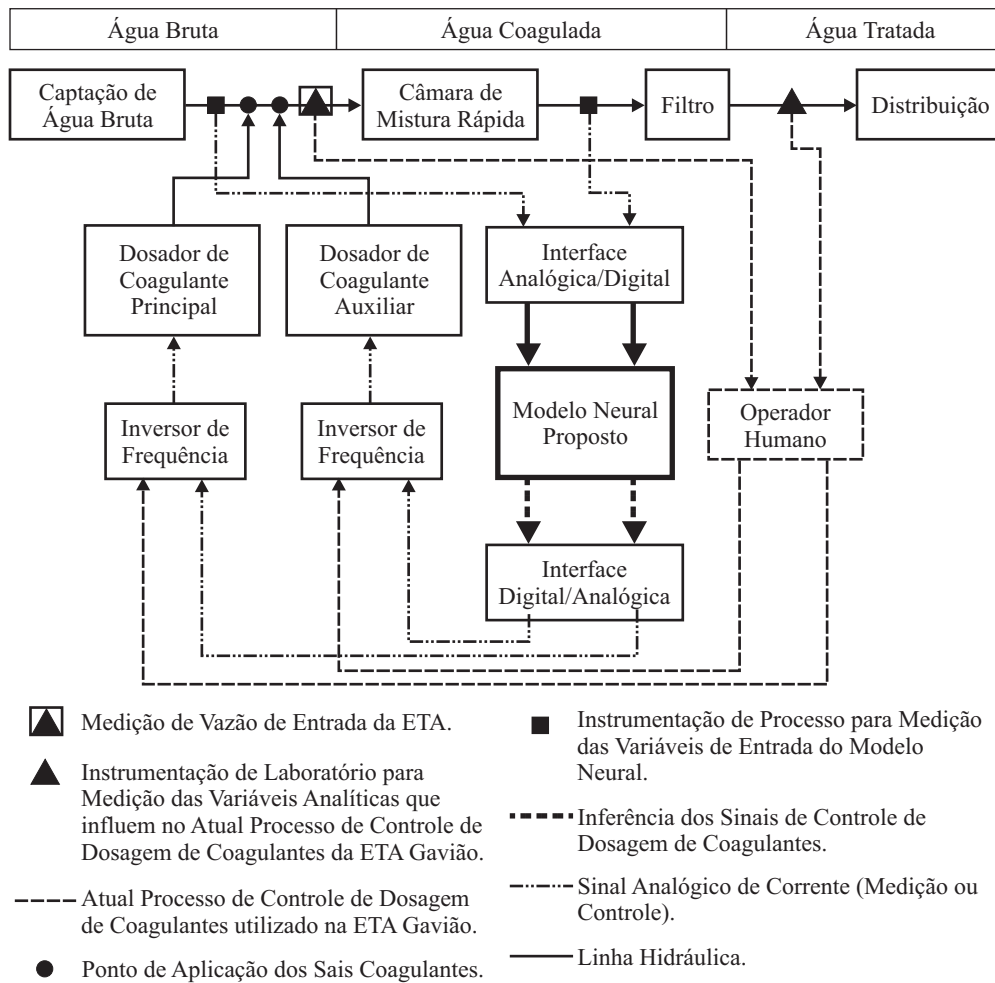 Água Bruta
Água Coagulada
Água Tratada
Captação de
Água Bruta
Câmara de
Mistura Rápida
Filtro
Distribuição
Dosador de
Coagulante
Principal
Dosador de
Coagulante
Auxiliar
Interface
Analógica/Digital
Inversor de
Frequência
Inversor de
Frequência
Modelo Neural
Proposto
Operador
Humano
Interface
Digital/Analógica
Medição de Vazão de Entrada da ETA.
Instrumentação de Laboratório para
Medição das Variáveis Analíticas que
influem no Atual Processo de Controle de
Dosagem de Coagulantes da ETA Gavião.
Atual Processo de Controle de Dosagem
de Coagulantes utilizado na ETA Gavião.
Ponto de Aplicação dos Sais Coagulantes.
Instrumentação de Processo para Medição
das Variáveis de Entrada do Modelo
Neural.
Inferência dos Sinais de Controle de
Dosagem de Coagulantes.
Sinal Analógico de Corrente (Medição ou
Controle).
Linha Hidráulica.